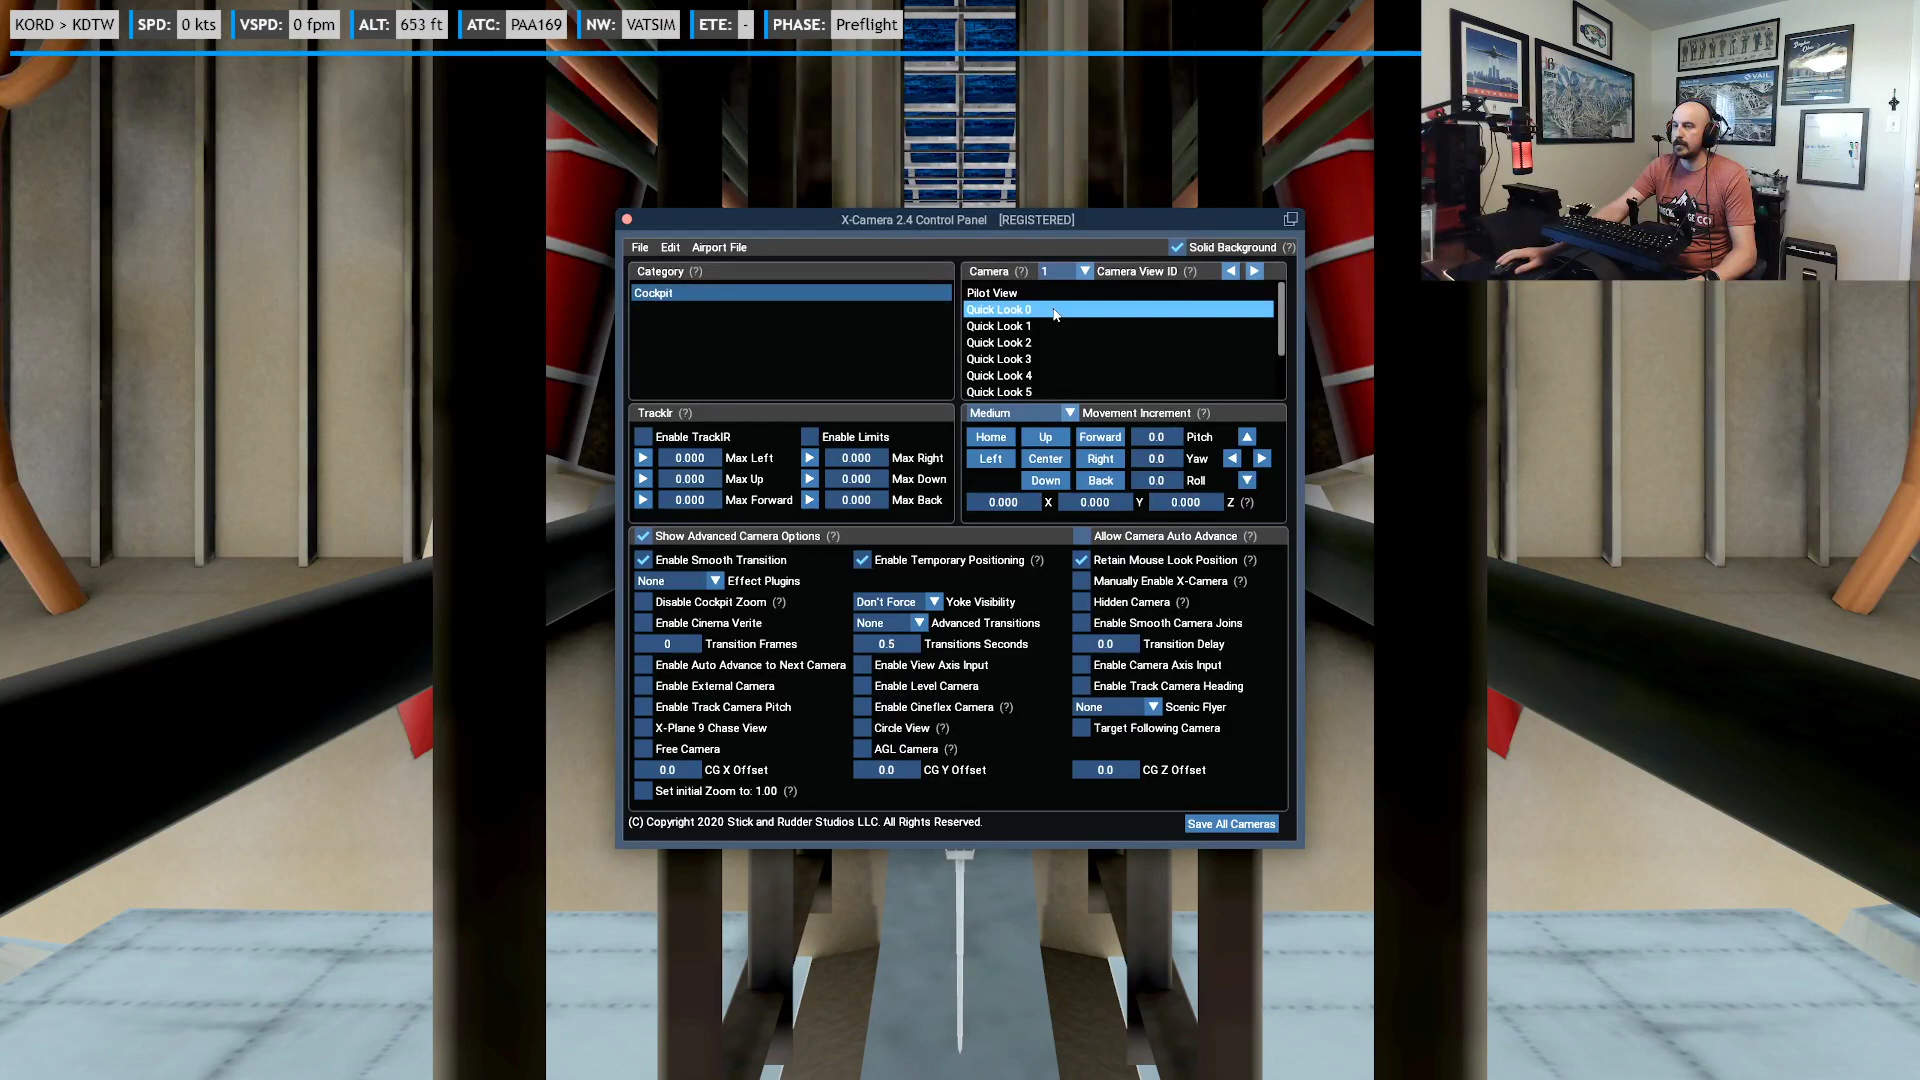 KORD > KDTW SPD: 0 kts VSPD: 0 fpm ALT: 653 ft ATC: PAA169 NW: VATSIM ETE: - PHASE: Preflight
X-Camera 2.4 Control Panel [REGISTERED]
File Edit Airport File Solid Background (?)
Category (?)
Cockpit
Camera (?) 1 Camera View ID (?)
Pilot View
Quick Look 0
Quick Look 1
Quick Look 2
Quick Look 3
Quick Look 4
Quick Look 5
TrackIr (?)
Enable TrackIR Enable Limits
0.000 Max Left 0.000 Max Right
0.000 Max Up 0.000 Max Down
0.000 Max Forward 0.000 Max Back
Medium Movement Increment (?)
Home Up Forward 0.0 Pitch
Left Center Right 0.0 Yaw
Down Back 0.0 Roll
0.000 X 0.000 Y 0.000 Z (?)
Show Advanced Camera Options (?) Allow Camera Auto Advance (?)
Enable Smooth Transition Enable Temporary Positioning (?) Retain Mouse Look Position (?)
None Effect Plugins Manually Enable X-Camera (?)
Disable Cockpit Zoom (?) Don't Force Yoke Visibility Hidden Camera (?)
Enable Cinema Verite None Advanced Transitions Enable Smooth Camera Joins
0 Transition Frames 0.5 Transitions Seconds 0.0 Transition Delay
Enable Auto Advance to Next Camera Enable View Axis Input Enable Camera Axis Input
Enable External Camera Enable Level Camera Enable Track Camera Heading
Enable Track Camera Pitch Enable Cineflex Camera (?) None Scenic Flyer
X-Plane 9 Chase View Circle View (?) Target Following Camera
Free Camera AGL Camera (?)
0.0 CG X Offset 0.0 CG Y Offset 0.0 CG Z Offset
Set initial Zoom to: 1.00 (?)
(C) Copyright 2020 Stick and Rudder Studios LLC. All Rights Reserved. Save All Cameras
DETROIT
VAIL